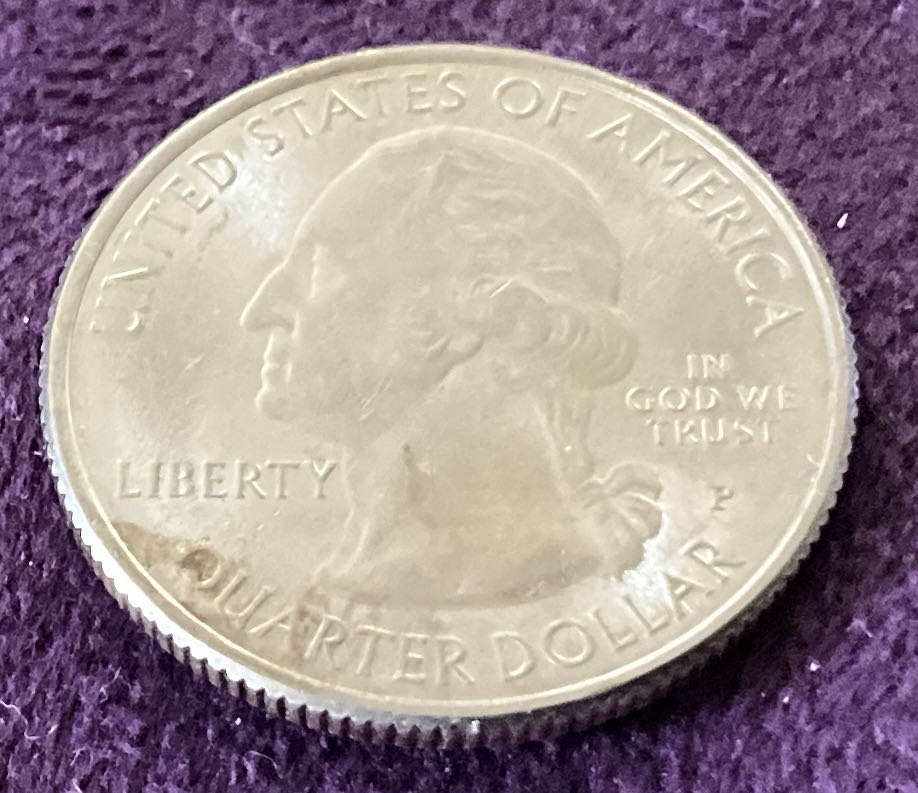 UNITED STATES OF AMERICA
LIBERTY
IN
GOD WE
TRUST
P
QUARTER DOLLAR